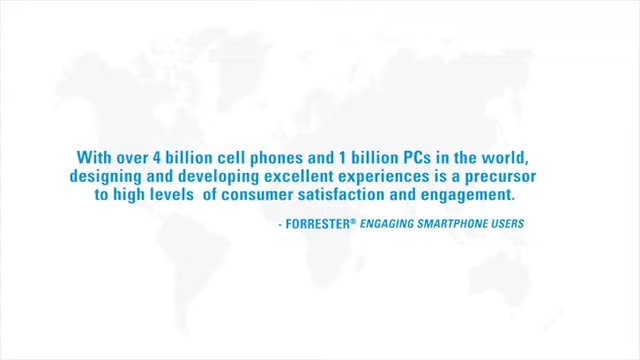 With over 4 billion cell phones and 1 billion PCs in the world,
designing and developing excellent experiences is a precursor
to high levels  of consumer satisfaction and engagement.
- FORRESTER® ENGAGING SMARTPHONE USERS